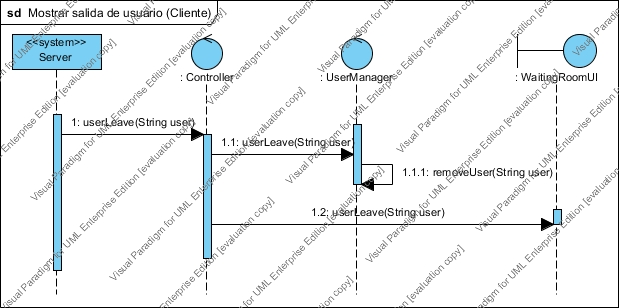 sd Mostrar salida de usuario (Cliente)
<<system>>
Server
: Controller
: UserManager
: WaitingRoomUI
1: userLeave(String user)
1.1: userLeave(String user)
1.1.1: removeUser(String user)
1.2: userLeave(String user)
Visual Paradigm for UML Enterprise Edition [evaluation copy]